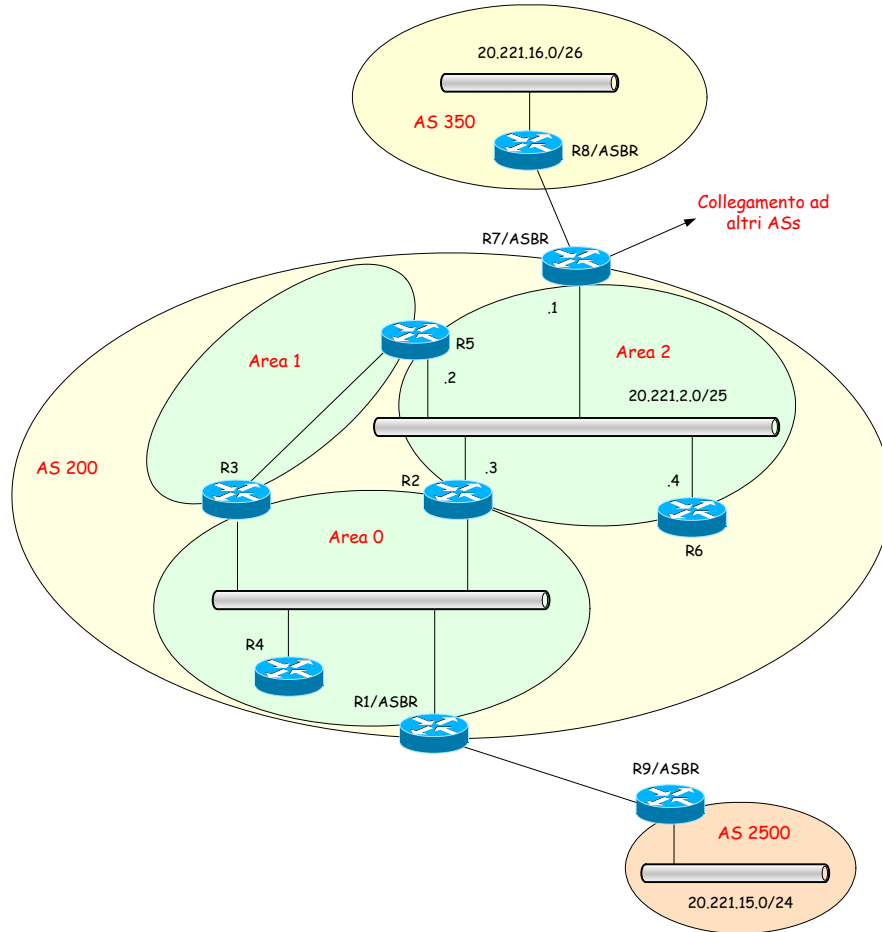 20.221.16.0/26
AS 350
R8/ASBR
Collegamento ad
altri ASs
R7/ASBR
.1
R5
Area 1
Area 2
.2
20.221.2.0/25
AS 200
R3
R2
.3
.4
R6
Area 0
R4
R1/ASBR
R9/ASBR
AS 2500
20.221.15.0/24